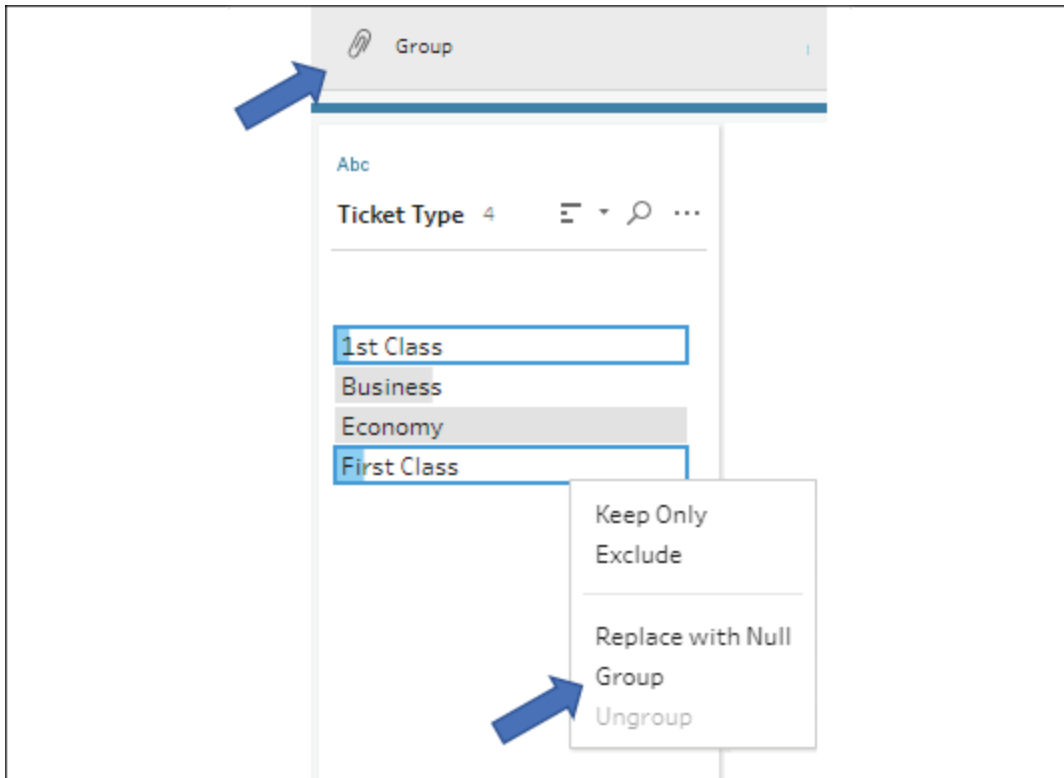 Group
Abc
Ticket Type 4
1st Class
Business
Economy
First Class
Keep Only
Exclude
Replace with Null
Group
Ungroup